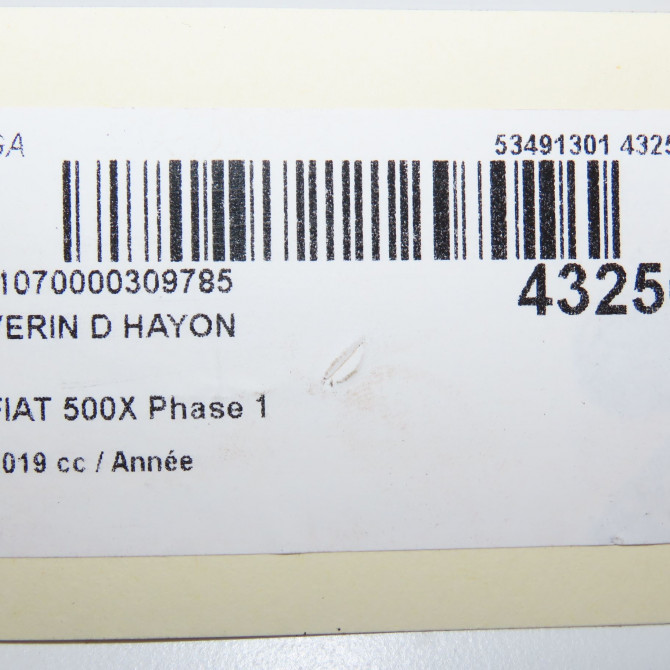 GA 53491301 4325
1070000309785 4325
VERIN D HAYON
FIAT 500X Phase 1
019 cc / Année